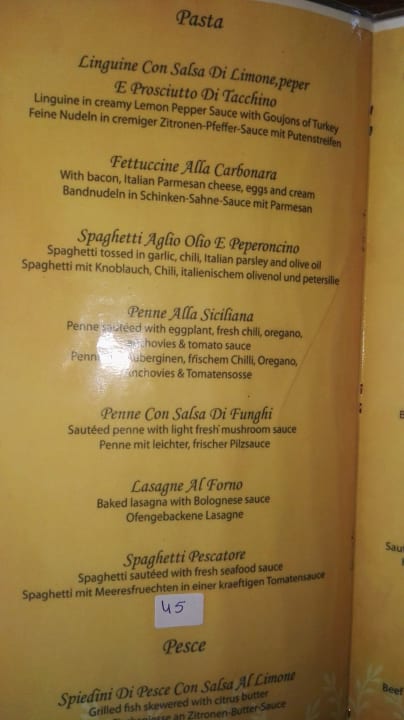 Pasta
Linguine Con Salsa Di Limone,peper
E Prosciutto Di Tacchino
Linguine in creamy Lemon Pepper Sauce with Goujons of Turkey
Feine Nudeln in cremiger Zitronen-Pfeffer-Sauce mit Putenstreifen
Fettuccine Alla Carbonara
With bacon, Italian Parmesan cheese, eggs and cream
Bandnudeln in Schinken-Sahne-Sauce mit Parmesan
Spaghetti Aglio Olio E Peperoncino
Spaghetti tossed in garlic, chili, Italian parsley and olive oil
Spaghetti mit Knoblauch, Chili, italienischem olivenol und petersilie
Penne Alla Siciliana
Penne sautéed with eggplant, fresh chili, oregano,
anchovies & tomato sauce
Auberginen, frischem Chilli, Oregano,
Anchovies & Tomatensosse
Penne Con Salsa Di Funghi
Sautéed penne with light fresh mushroom sauce
Penne mit leichter, frischer Pilzsauce
Lasagne Al Forno
Baked lasagna with Bolognese sauce
Ofengebackene Lasagne
Spaghetti Pescatore
Spaghetti sautéed with fresh seafood sauce
Spaghetti mit Meeresfruechten in einer kraeftigen Tomatensauce
45
Pesce
Spiedini Di Pesce Con Salsa Al Limone
Grilled fish skewered with citrus butter
an Zitronen-Butter-Sauce